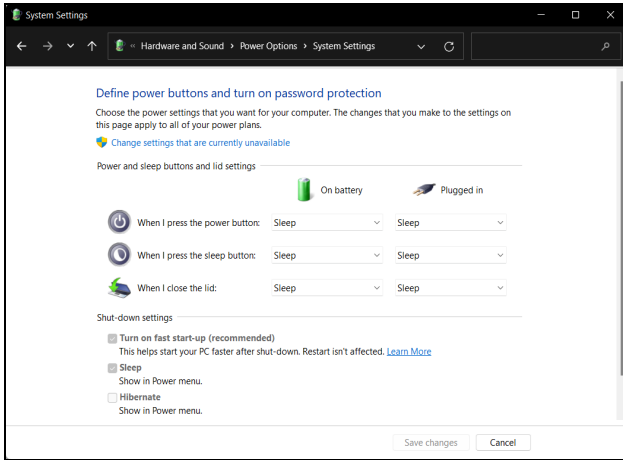 System Settings
« Hardware and Sound › Power Options › System Settings
Define power buttons and turn on password protection
Choose the power settings that you want for your computer. The changes that you make to the settings on
this page apply to all of your power plans.
Change settings that are currently unavailable
Power and sleep buttons and lid settings
On battery Plugged in
When I press the power button: Sleep Sleep
When I press the sleep button: Sleep Sleep
When I close the lid: Sleep Sleep
Shut-down settings
Turn on fast start-up (recommended)
This helps start your PC faster after shut-down. Restart isn't affected. Learn More
Sleep
Show in Power menu.
Hibernate
Show in Power menu.
Save changes Cancel